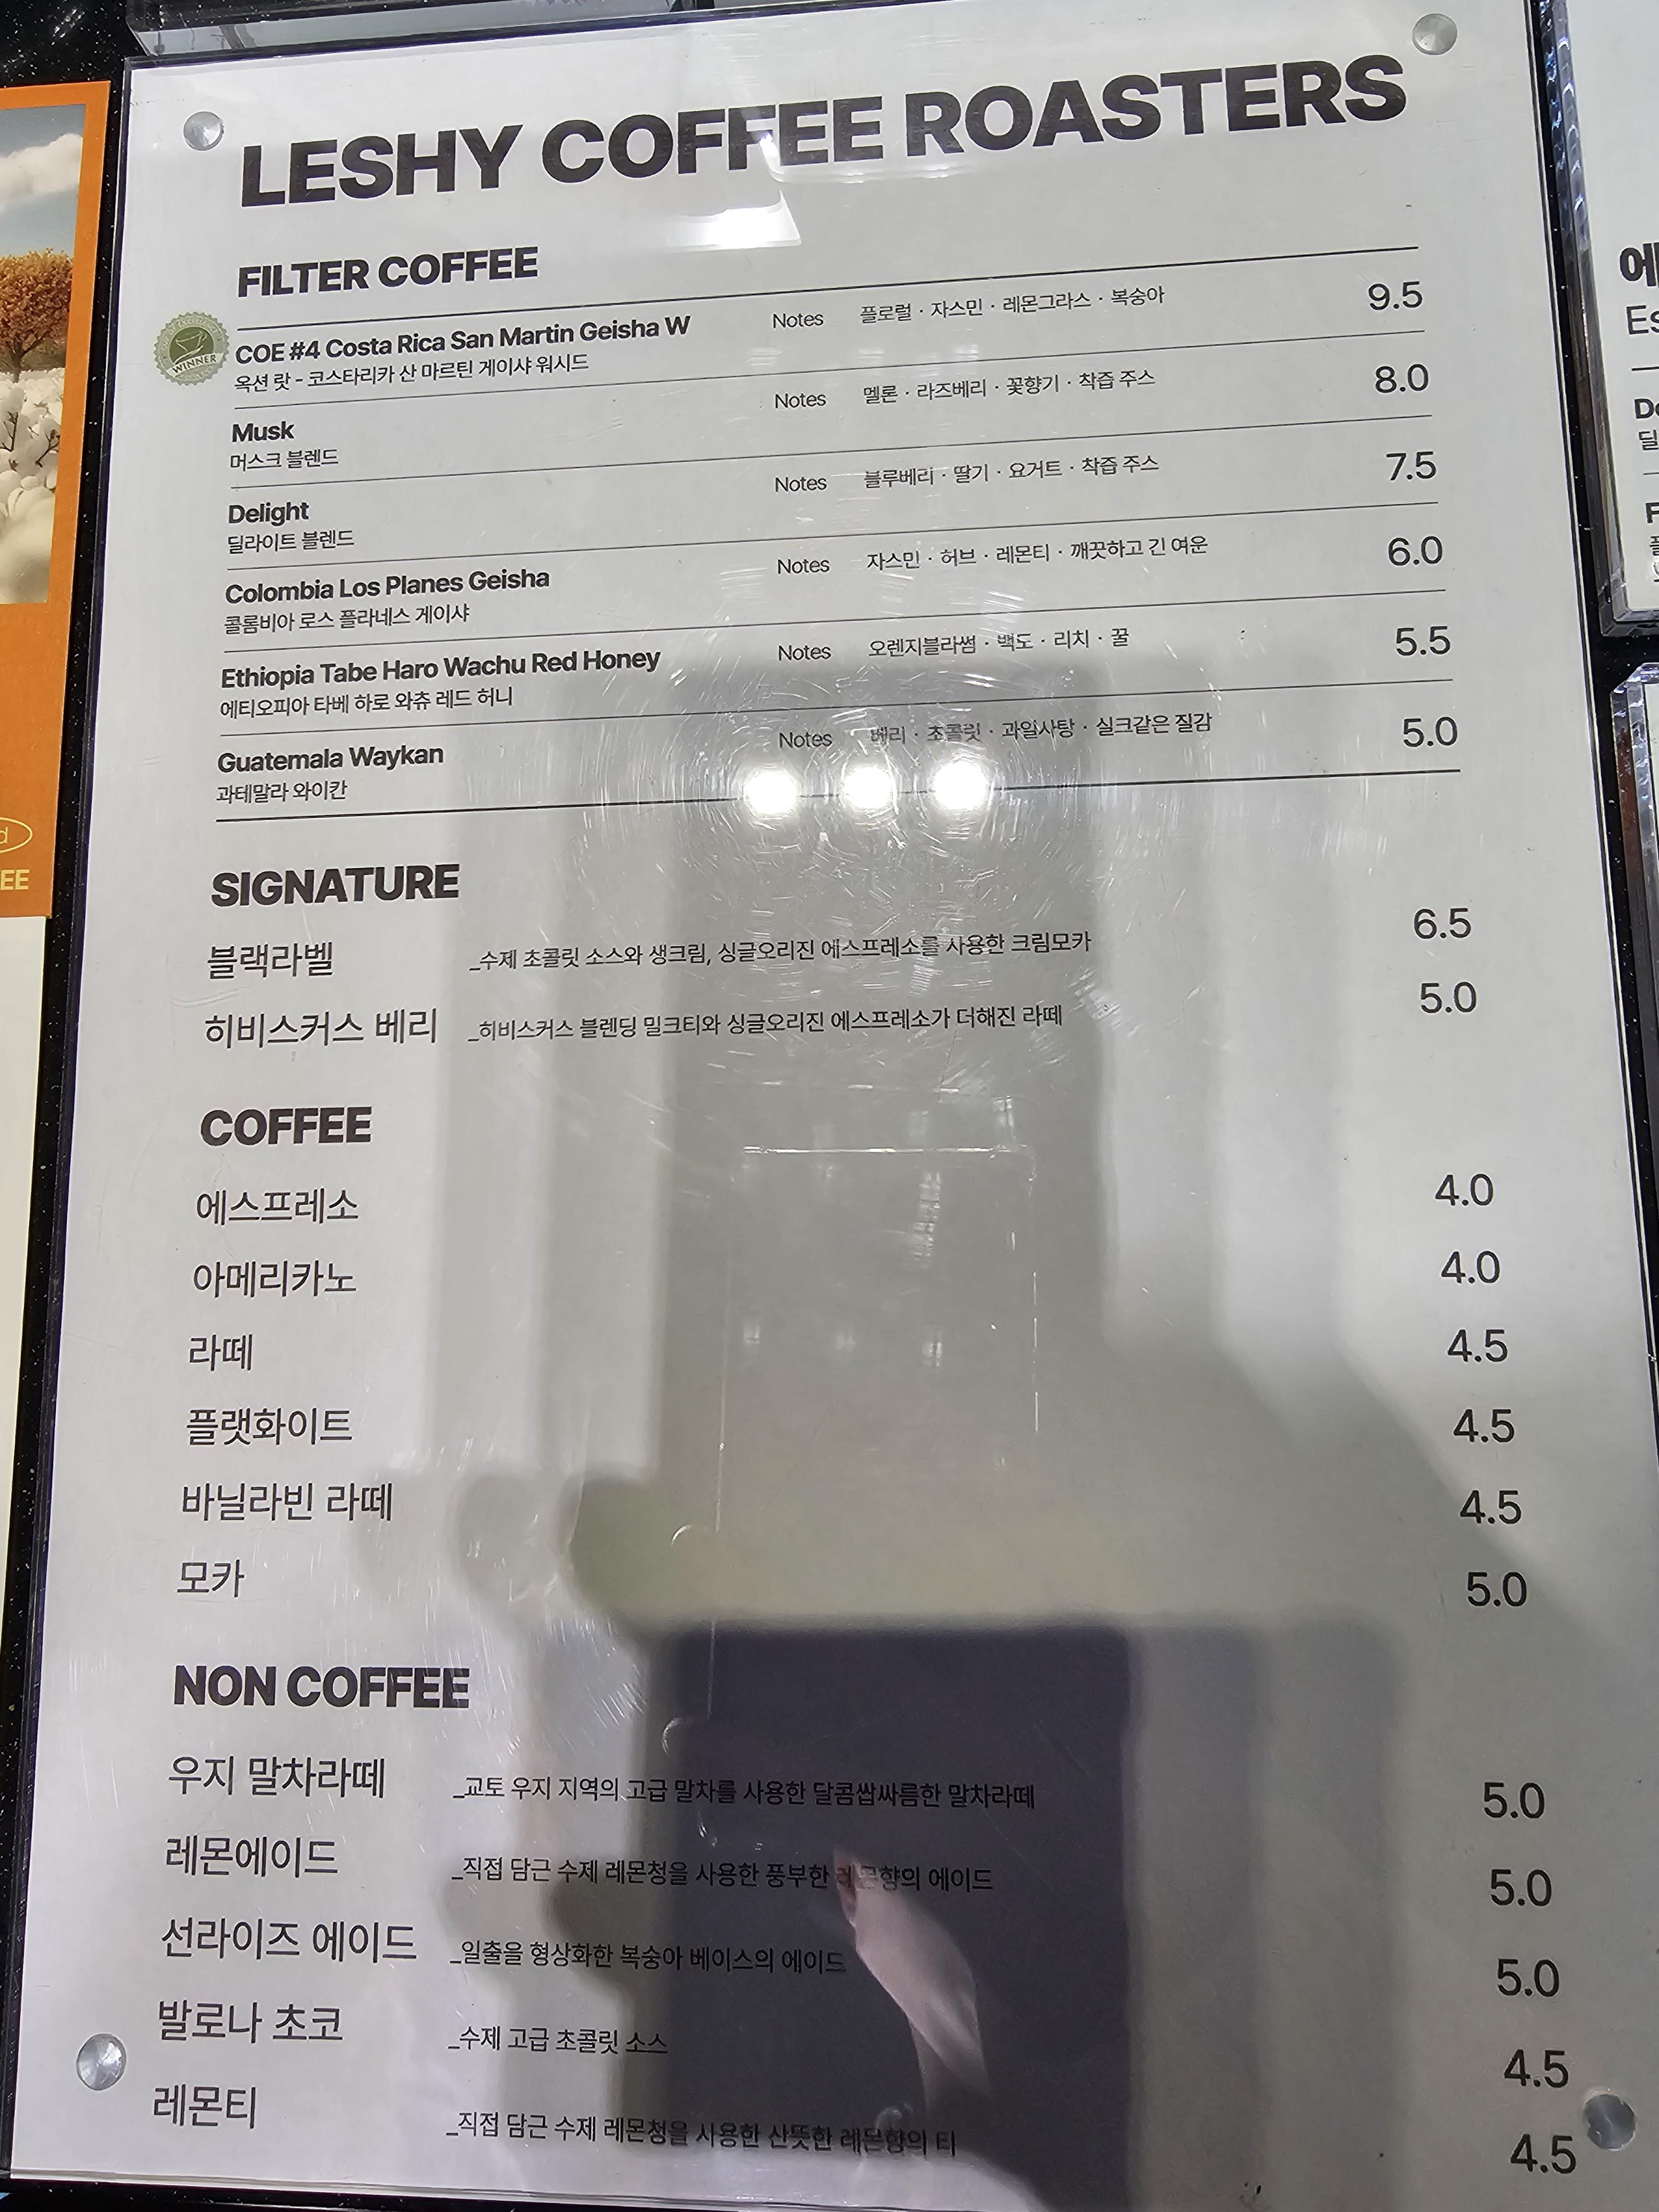 LESHY COFFEE ROASTERS
FILTER COFFEE
WINNER
COE #4 Costa Rica San Martin Geisha W Notes 플로럴 · 자스민 · 레몬그라스 · 복숭아 9.5
옥션 랏 - 코스타리카 산 마르틴 게이샤 워시드
Musk Notes 멜론 · 라즈베리 · 꽃향기 · 착즙 주스 8.0
머스크 블렌드
Delight Notes 블루베리 · 딸기 · 요거트 · 착즙 주스 7.5
딜라이트 블렌드
Colombia Los Planes Geisha Notes 자스민 · 허브 · 레몬티 · 깨끗하고 긴 여운 6.0
콜롬비아 로스 플라네스 게이샤
Ethiopia Tabe Haro Wachu Red Honey Notes 오렌지블라썸 · 백도 · 리치 · 꿀 5.5
에티오피아 타베 하로 와츄 레드 허니
Guatemala Waykan Notes 베리 · 초콜릿 · 과일사탕 · 실크같은 질감 5.0
과테말라 와이칸
SIGNATURE
블랙라벨 _수제 초콜릿 소스와 생크림, 싱글오리진 에스프레소를 사용한 크림모카 6.5
히비스커스 베리 _히비스커스 블렌딩 밀크티와 싱글오리진 에스프레소가 더해진 라떼 5.0
COFFEE
에스프레소 4.0
아메리카노 4.0
라떼 4.5
플랫화이트 4.5
바닐라빈 라떼 4.5
모카 5.0
NON COFFEE
우지 말차라떼 _교토 우지 지역의 고급 말차를 사용한 달콤쌉싸름한 말차라떼 5.0
레몬에이드 _직접 담근 수제 레몬청을 사용한 풍부한 레몬향의 에이드 5.0
선라이즈 에이드 _일출을 형상화한 복숭아 베이스의 에이드 5.0
발로나 초코 _수제 고급 초콜릿 소스 4.5
레몬티 _직접 담근 수제 레몬청을 사용한 산뜻한 레몬향의 티 4.5